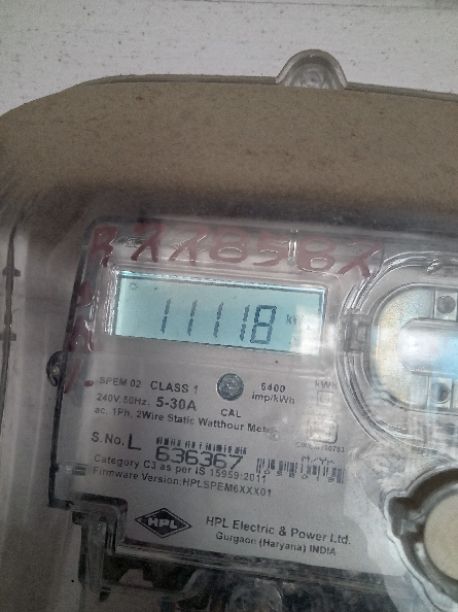 11118
SPEM 02 CLASS 1 6400 kWh
240V, 50Hz. 5-30A CAL imp/kWh
ac, 1Ph, 2Wire Static Watthour Meter
S.No. L 636367
Category C3 as per IS 15959:2011
Firmware Version:HPLSPEM6XXX01
HPL
HPL Electric & Power Ltd.
Gurgaon (Haryana) INDIA